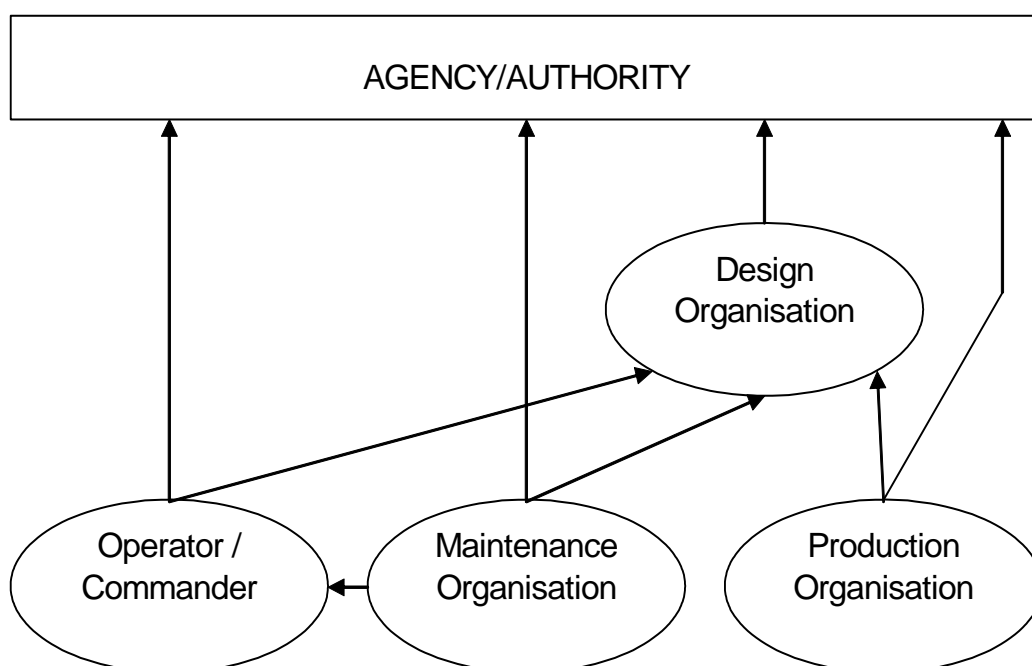 AGENCY/AUTHORITY
Design
Organisation
Operator /
Commander
Maintenance
Organisation
Production
Organisation